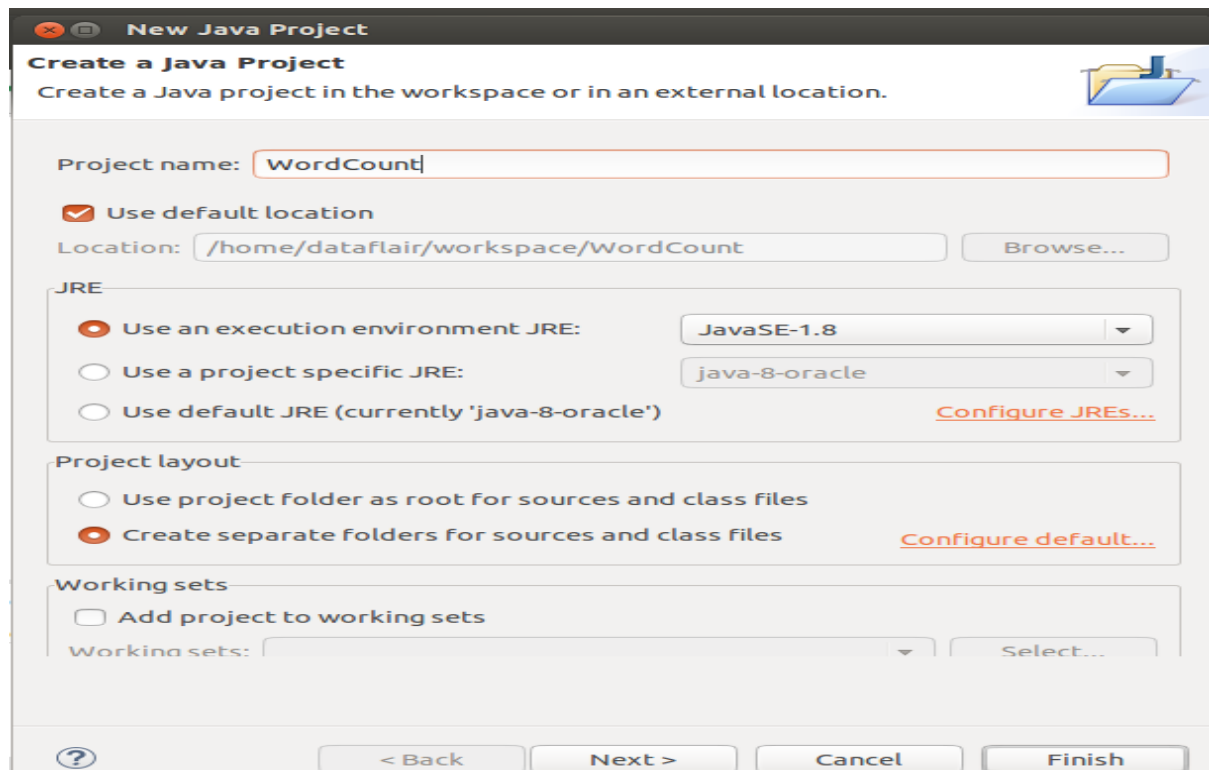 New Java Project
Create a Java Project
Create a Java project in the workspace or in an external location.
Project name: WordCount
Use default location
Location: /home/dataflair/workspace/WordCount Browse...
JRE
Use an execution environment JRE: JavaSE-1.8
Use a project specific JRE: java-8-oracle
Use default JRE (currently 'java-8-oracle') Configure JREs...
Project layout
Use project folder as root for sources and class files
Create separate folders for sources and class files Configure default...
Working sets
Add project to working sets
Working sets: Select...
? < Back Next > Cancel Finish